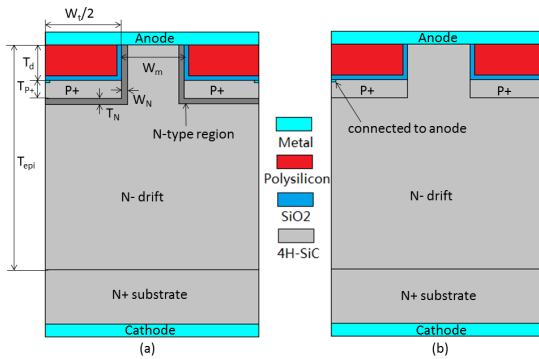 Wt/2
Anode
Td
TP+
P+
Wm
WN
TN
P+
N-type region
Tepi
N- drift
N+ substrate
Cathode
(a)
Metal
Polysilicon
SiO2
4H-SiC
Anode
P+
P+
connected to anode
N- drift
N+ substrate
Cathode
(b)